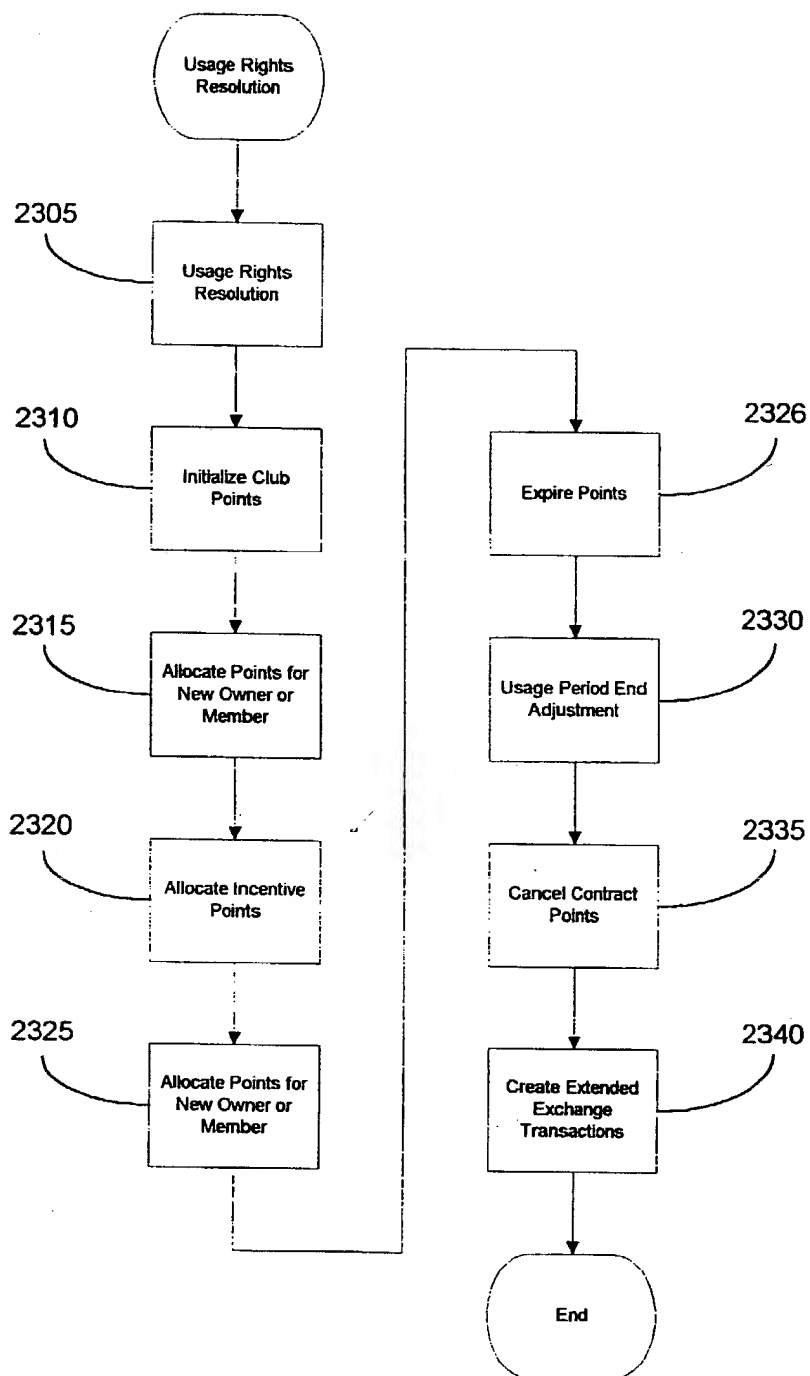 Usage Rights
Resolution
2305
Usage Rights
Resolution
2310
Initialize Club
Points
2315
Allocate Points for
New Owner or
Member
2320
Allocate Incentive
Points
2325
Allocate Points for
New Owner or
Member
2326
Expire Points
2330
Usage Period End
Adjustment
2335
Cancel Contract
Points
2340
Create Extended
Exchange
Transactions
End